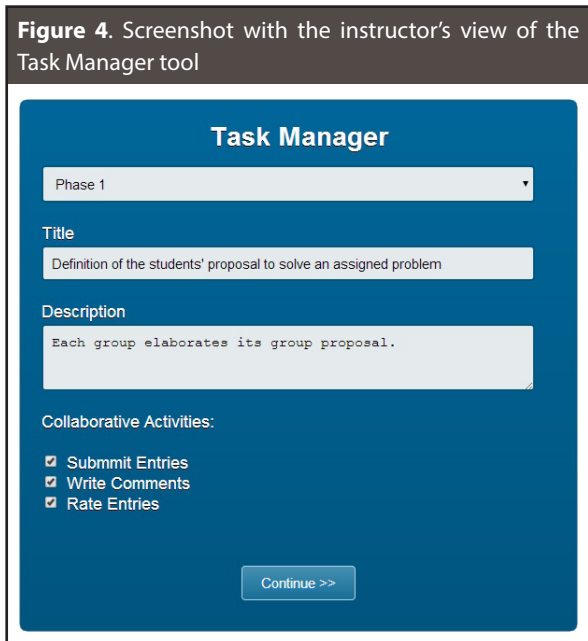 Figure 4. Screenshot with the instructor's view of the
Task Manager tool
Task Manager
Phase 1
Title
Definition of the students' proposal to solve an assigned problem
Description
Each group elaborates its group proposal.
Collaborative Activities:
Submmit Entries
Write Comments
Rate Entries
Continue >>